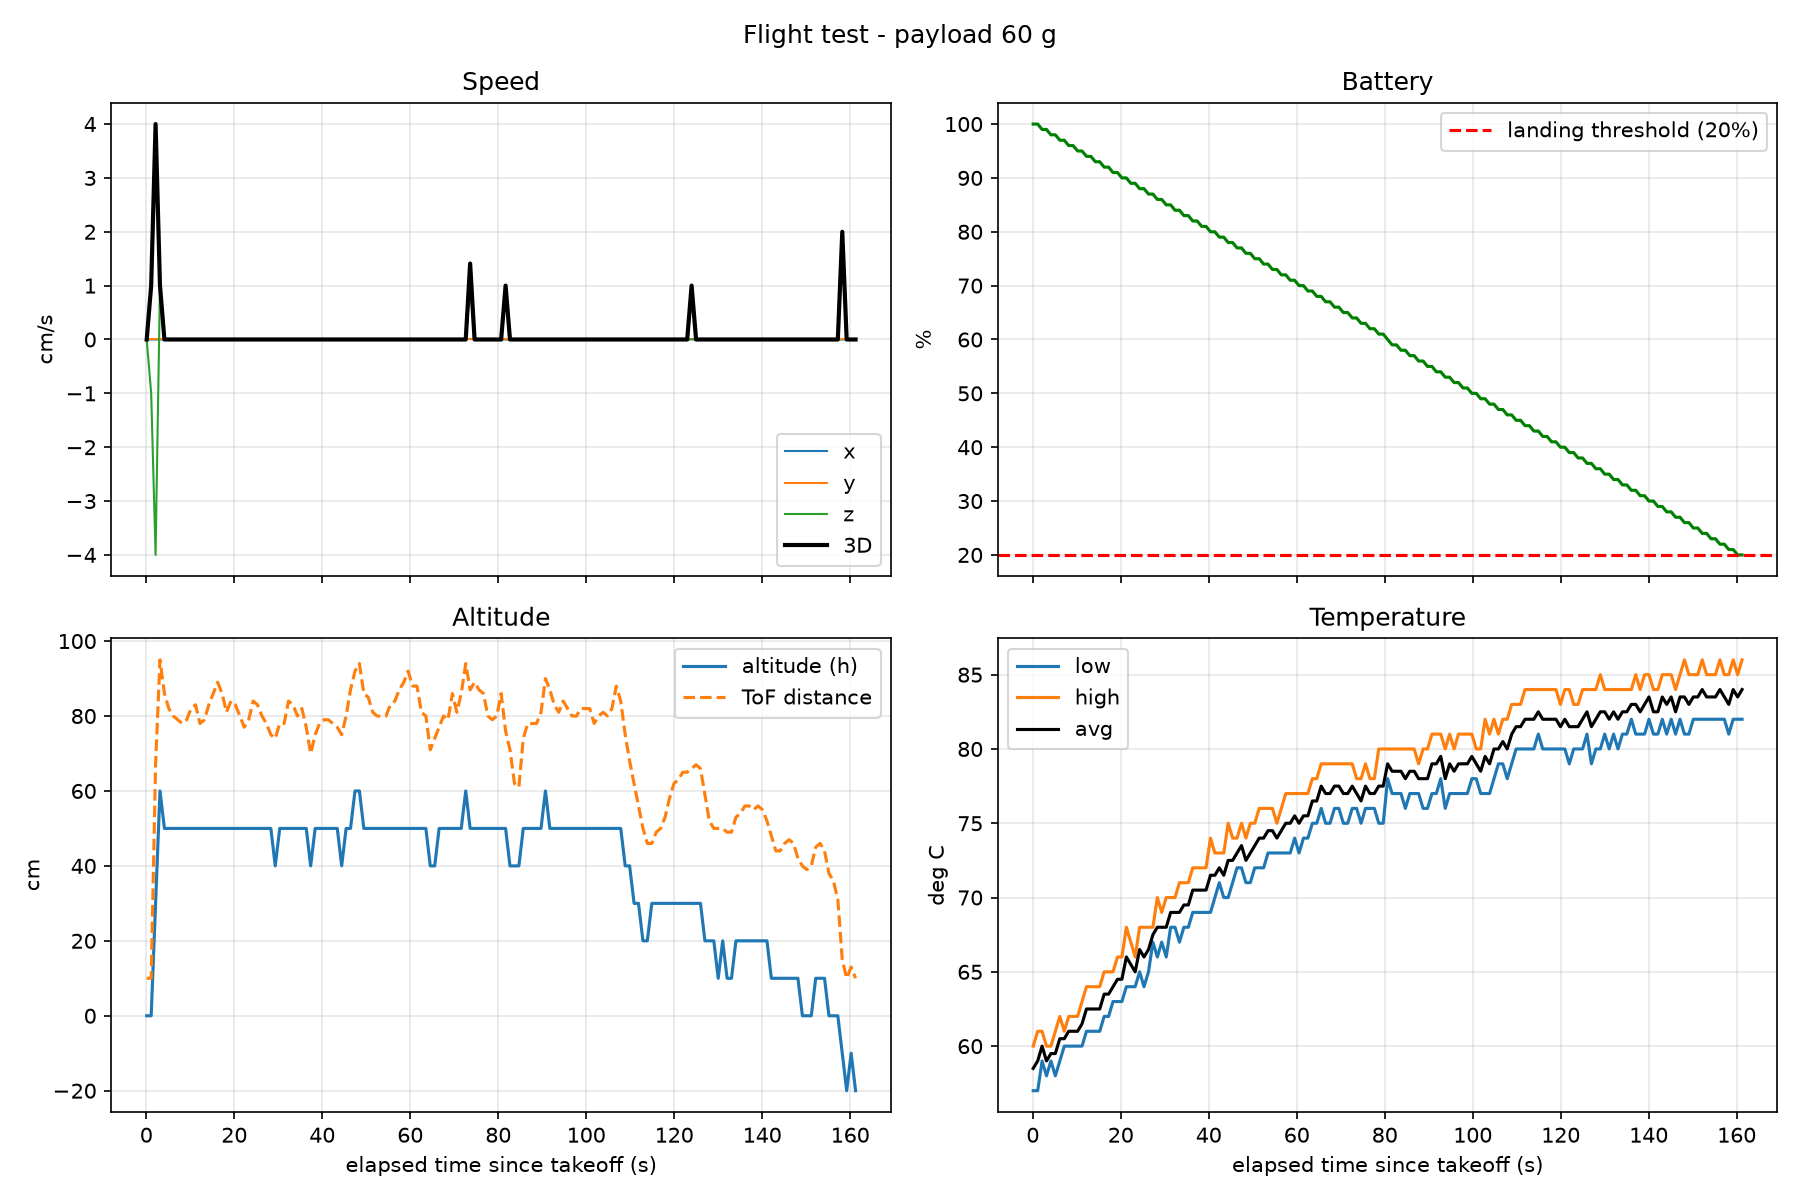 Flight test - payload 60 g
Speed
4
3
2
1
0
−1
−2
−3
−4
cm/s
x
y
z
3D
Battery
100
90
80
70
60
50
40
30
20
%
landing threshold (20%)
Altitude
100
80
60
40
20
0
−20
cm
altitude (h)
ToF distance
0 20 40 60 80 100 120 140 160
elapsed time since takeoff (s)
Temperature
85
80
75
70
65
60
deg C
low
high
avg
0 20 40 60 80 100 120 140 160
elapsed time since takeoff (s)